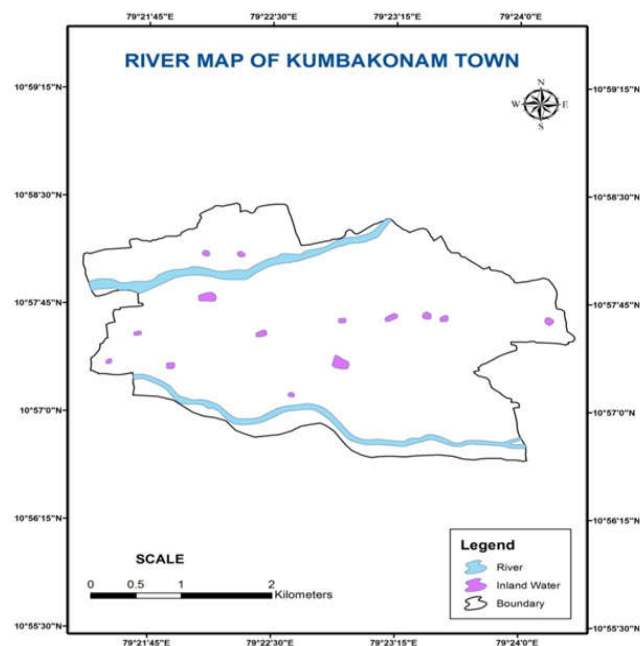 79°21'45"E 79°22'30"E 79°23'15"E 79°24'0"E
RIVER MAP OF KUMBAKONAM TOWN
10°59'15"N 10°59'15"N
N
W E
S
10°58'30"N 10°58'30"N
10°57'45"N 10°57'45"N
10°57'0"N 10°57'0"N
10°56'15"N 10°56'15"N
SCALE
0 0.5 1 2
Kilometers
Legend
River
Inland Water
Boundary
10°55'30"N 10°55'30"N
79°21'45"E 79°22'30"E 79°23'15"E 79°24'0"E